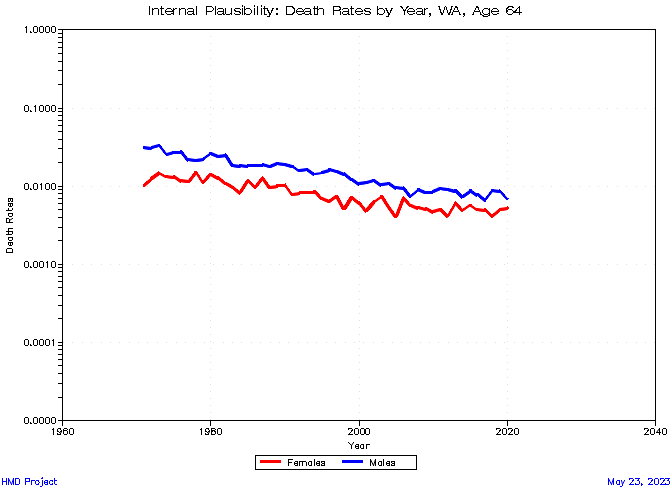 Internal Plausibility: Death Rates by Year, WA, Age 64
1.0000
0.1000
0.0100
0.0010
0.0001
0.0000
Death Rates
1960 1980 2000 2020 2040
Year
Females Males
HMD Project
May 23, 2023